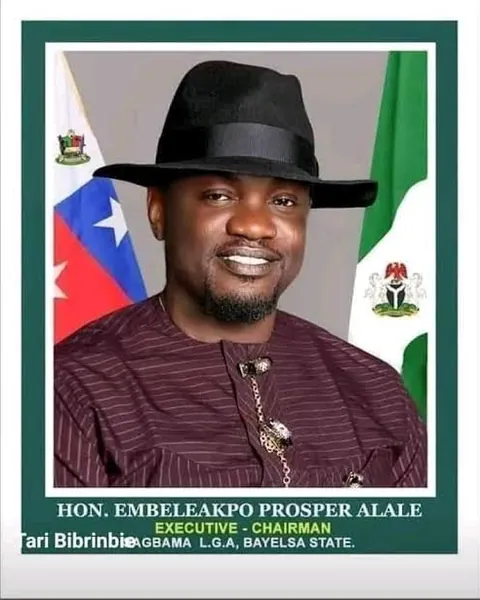 HON. EMBELEAKPO PROSPER ALALE
EXECUTIVE - CHAIRMAN
Tari Bibrinbie
AGBAMA L.G.A, BAYELSA STATE.